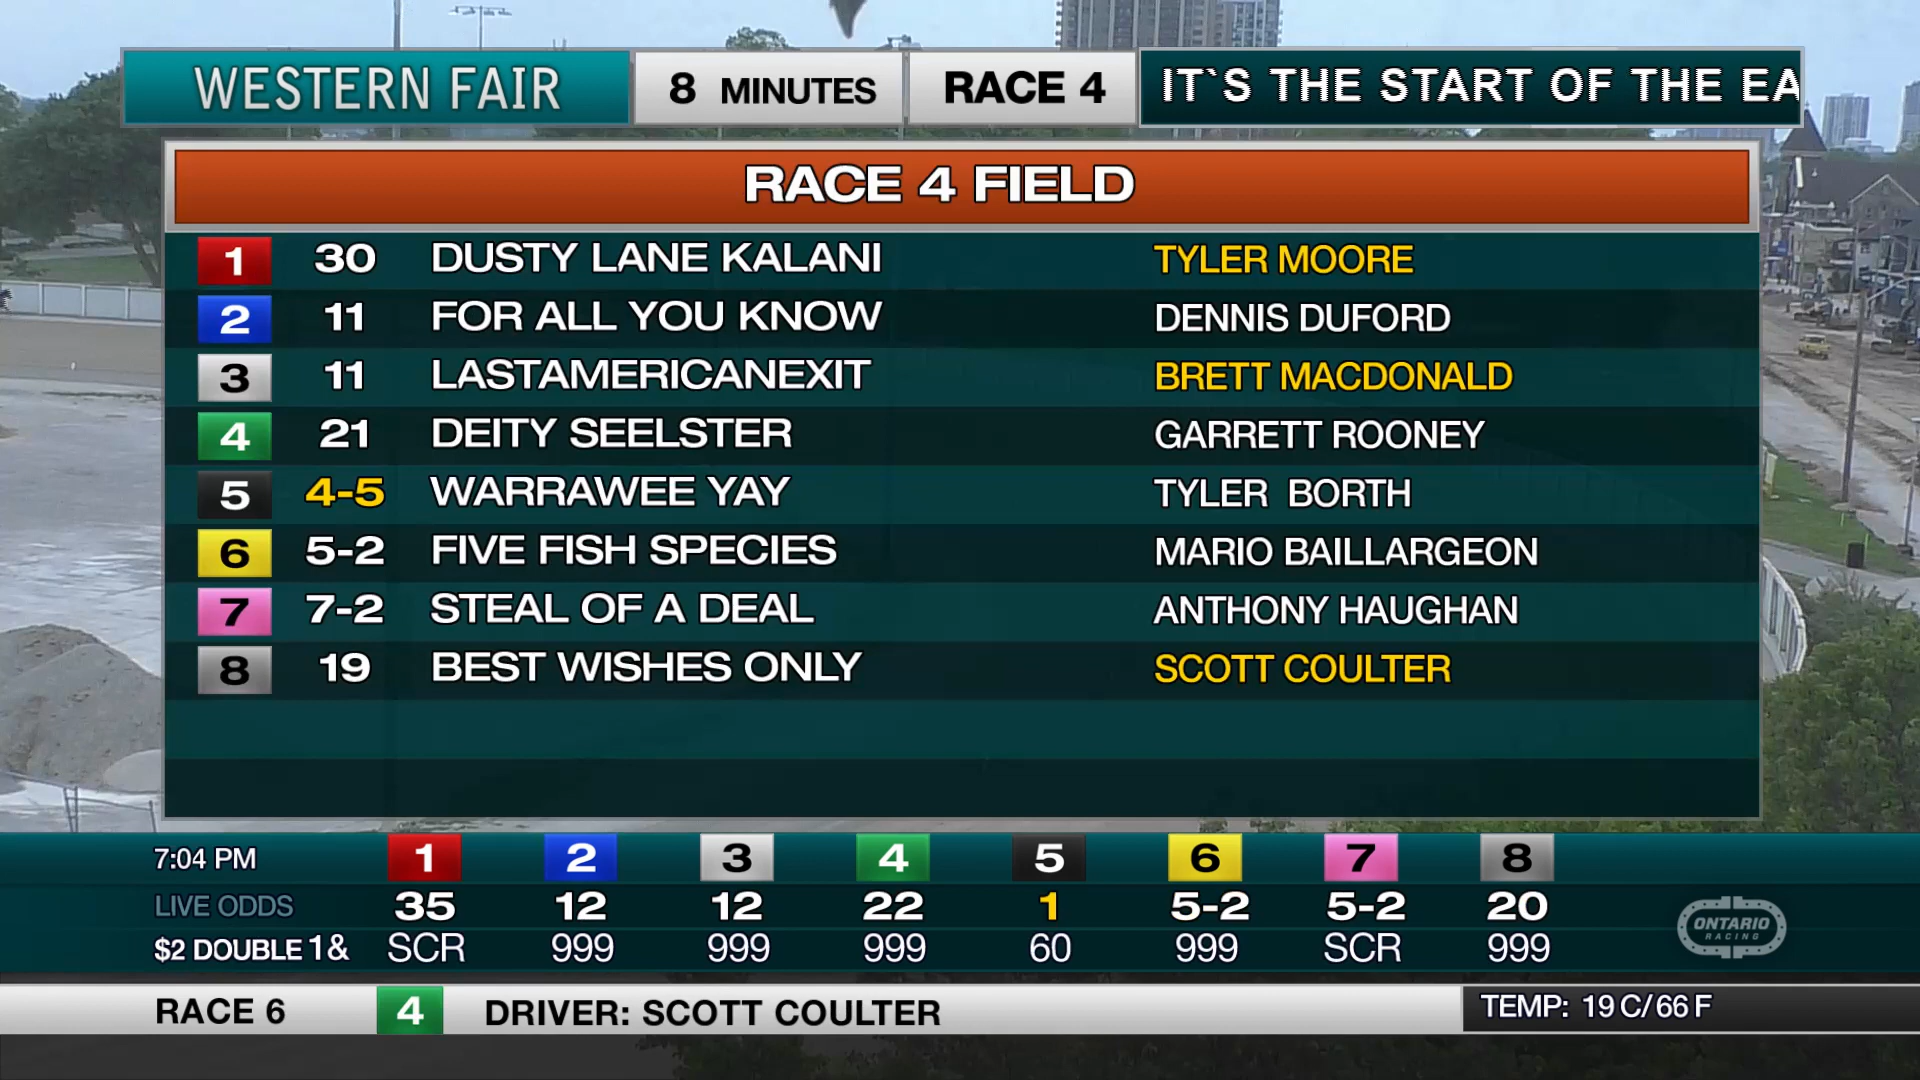 WESTERN FAIR 8 MINUTES RACE 4 IT`S THE START OF THE EA
RACE 4 FIELD
1 30 DUSTY LANE KALANI TYLER MOORE
2 11 FOR ALL YOU KNOW DENNIS DUFORD
3 11 LASTAMERICANEXIT BRETT MACDONALD
4 21 DEITY SEELSTER GARRETT ROONEY
5 4-5 WARRAWEE YAY TYLER BORTH
6 5-2 FIVE FISH SPECIES MARIO BAILLARGEON
7 7-2 STEAL OF A DEAL ANTHONY HAUGHAN
8 19 BEST WISHES ONLY SCOTT COULTER
7:04 PM 1 2 3 4 5 6 7 8
LIVE ODDS 35 12 12 22 1 5-2 5-2 20
$2 DOUBLE 1& SCR 999 999 999 60 999 SCR 999
ONTARIO
RACING
RACE 6 4 DRIVER: SCOTT COULTER TEMP: 19 C/66 F